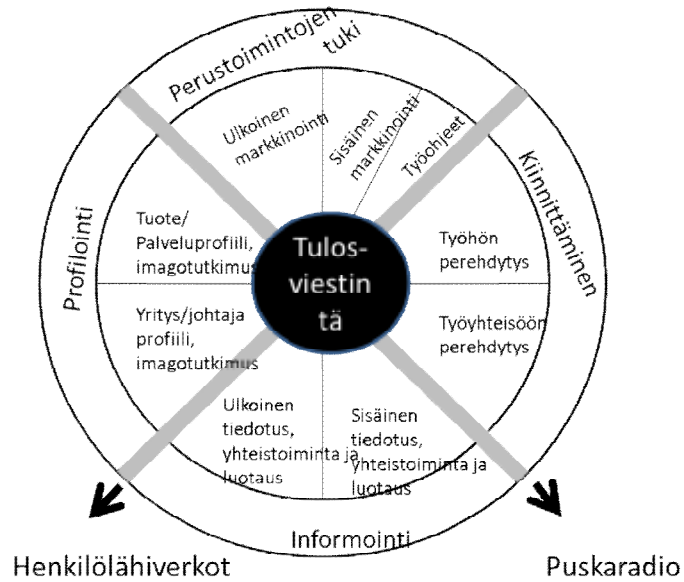 Perustoimintojen
tuki
Ulkoinen
markkinointi
Sisäinen
markkinointi
Työohjeet
Kiinnittäminen
Profilointi
Tuote/
Palveluprofiili,
imagotutkimus
Tulos-
viestin
tä
Työhön
perehdytys
Yritys/johtaja
profiili,
imagotutkimus
Työyhteisöön
perehdytys
Ulkoinen
tiedotus,
yhteistoiminta ja
luotaus
Sisäinen
tiedotus,
yhteistoiminta ja
luotaus
Informointi
Henkilölähiverkot
Puskaradio